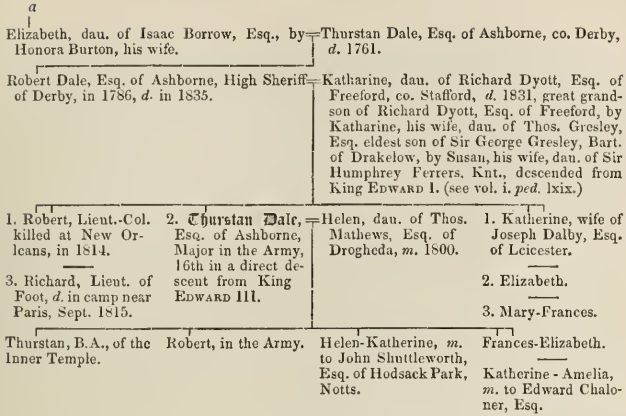 a
Elizabeth, dau. of Isaac Borrow, Esq., by
Honora Burton, his wife.
Thurstan Dale, Esq. of Ashborne, co. Derby,
d. 1761.
Robert Dale, Esq. of Ashborne, High Sheriff
of Derby, in 1786, d. in 1835.
Katharine, dau. of Richard Dyott, Esq. of
Freeford, co. Stafford, d. 1831, great grand-
son of Richard Dyott, Esq. of Freeford, by
Katharine, his wife, dau. of Thos. Gresley,
Esq. eldest son of Sir George Gresley, Bart.
of Drakelow, by Susan, his wife, dau. of Sir
Humphrey Ferrers, Knt., descended from
King EDWARD I. (see vol. i. ped. lxix.)
1. Robert, Lieut.-Col.
killed at New Or-
leans, in 1814.
3. Richard, Lieut. of
Foot, d. in camp near
Paris, Sept. 1815.
2. Thurstan Dale,
Esq. of Ashborne,
Major in the Army,
16th in a direct de-
scent from King
EDWARD III.
Helen, dau. of Thos.
Mathews, Esq. of
Drogheda, m. 1800.
1. Katherine, wife of
Joseph Dalby, Esq.
of Leicester.
2. Elizabeth.
3. Mary-Frances.
Thurstan, B.A., of the
Inner Temple.
Robert, in the Army.
Helen-Katherine, m.
to John Shuttleworth,
Esq. of Hodsack Park,
Notts.
Frances-Elizabeth.
Katherine-Amelia,
m. to Edward Chalo-
ner, Esq.